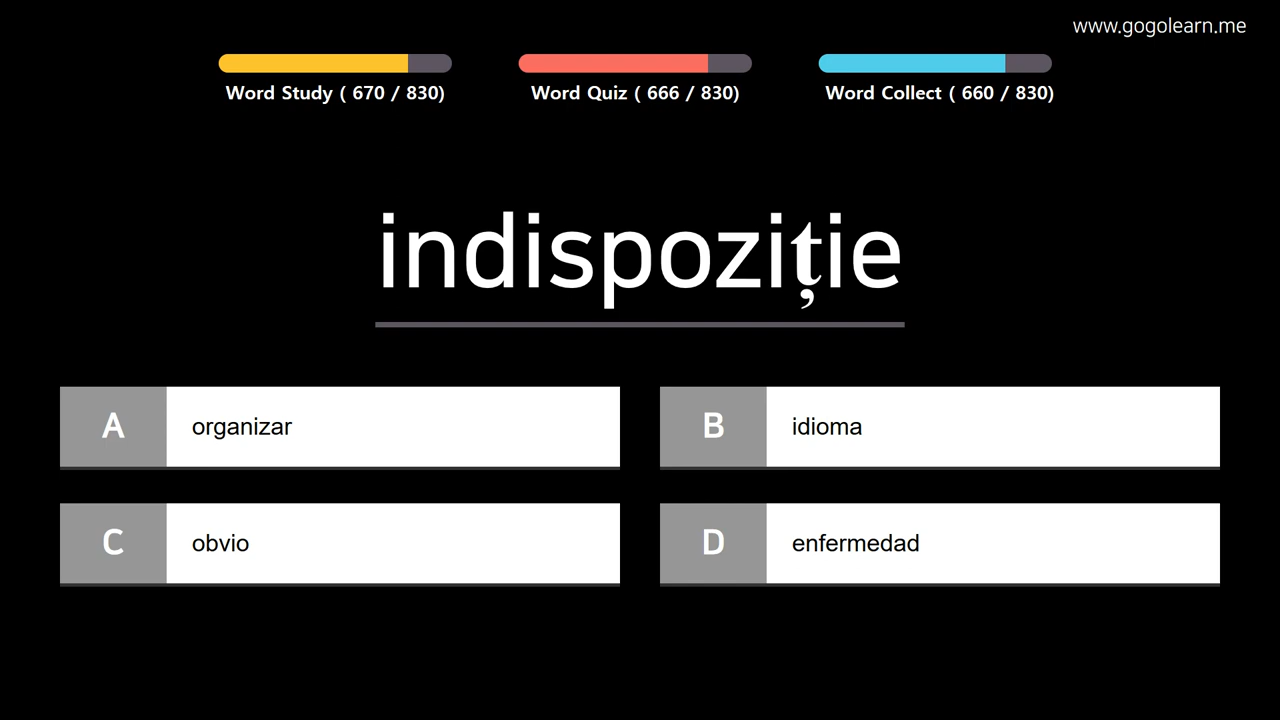 www.gogolearn.me
Word Study ( 670 / 830)
Word Quiz ( 666 / 830)
Word Collect ( 660 / 830)
indispoziție
A organizar
B idioma
C obvio
D enfermedad